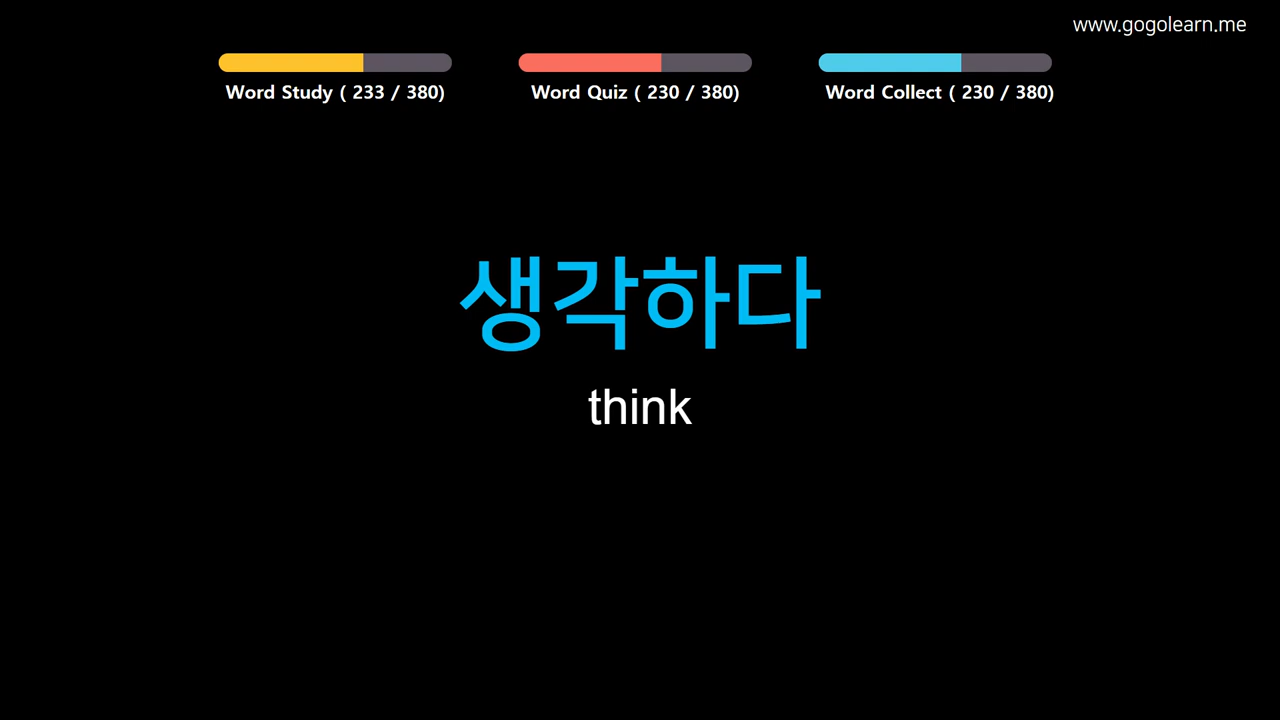 www.gogolearn.me
Word Study ( 233 / 380)
Word Quiz ( 230 / 380)
Word Collect ( 230 / 380)
생각하다
think